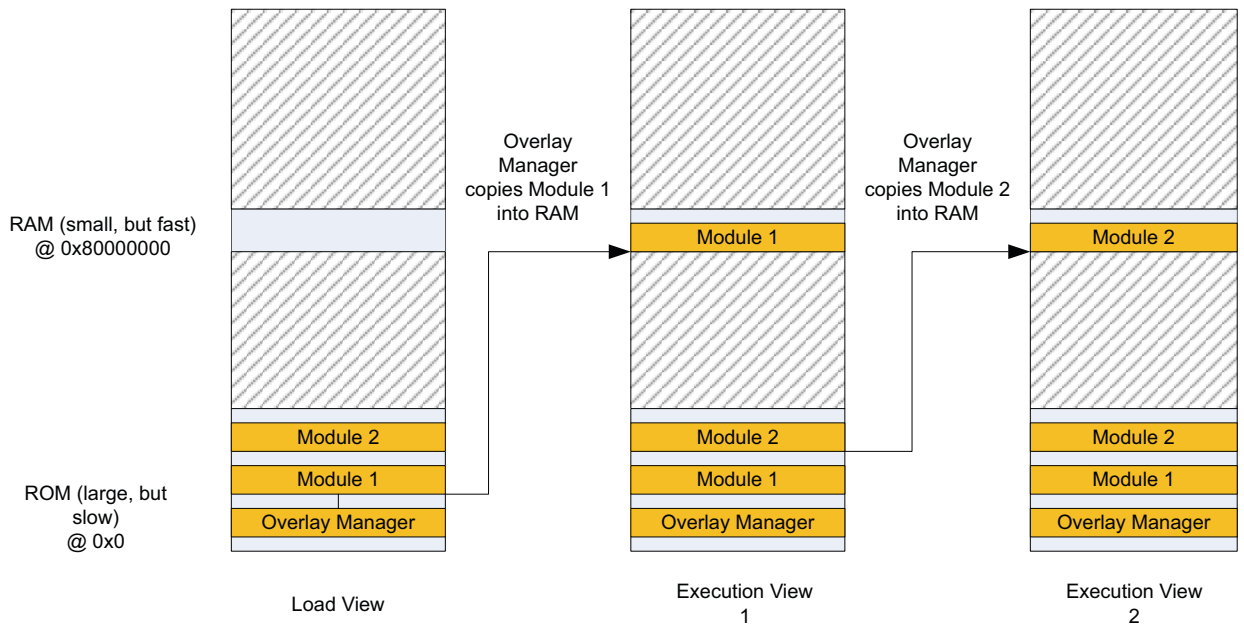 Overlay
Manager
copies Module 1
into RAM
Overlay
Manager
copies Module 2
into RAM
RAM (small, but fast)
@ 0x80000000
Module 1
Module 2
Module 2
Module 2
Module 2
Module 1
Module 1
Module 1
ROM (large, but
slow)
@ 0x0
Overlay Manager
Overlay Manager
Overlay Manager
Load View
Execution View
1
Execution View
2